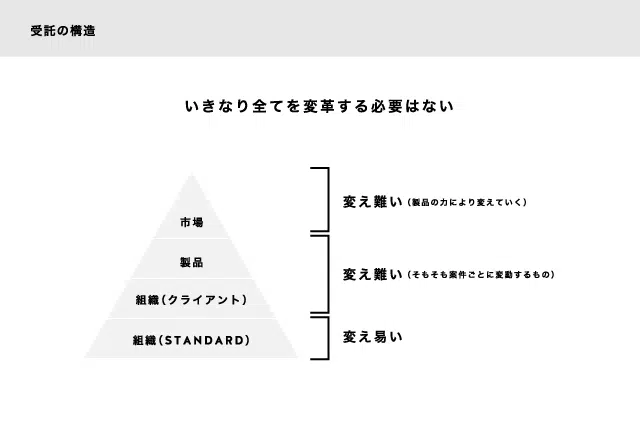 受託の構造
いきなり全てを変革する必要はない
市場
変え難い（製品の力により変えていく）
製品
変え難い（そもそも案件ごとに変動するもの）
組織（クライアント）
組織（STANDARD）
変え易い